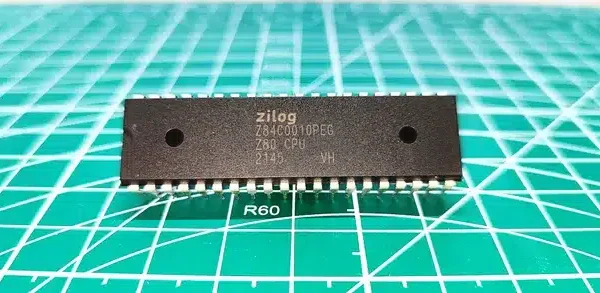 zilog
Z84C0010PEG
Z80 CPU
2145 VH
R60